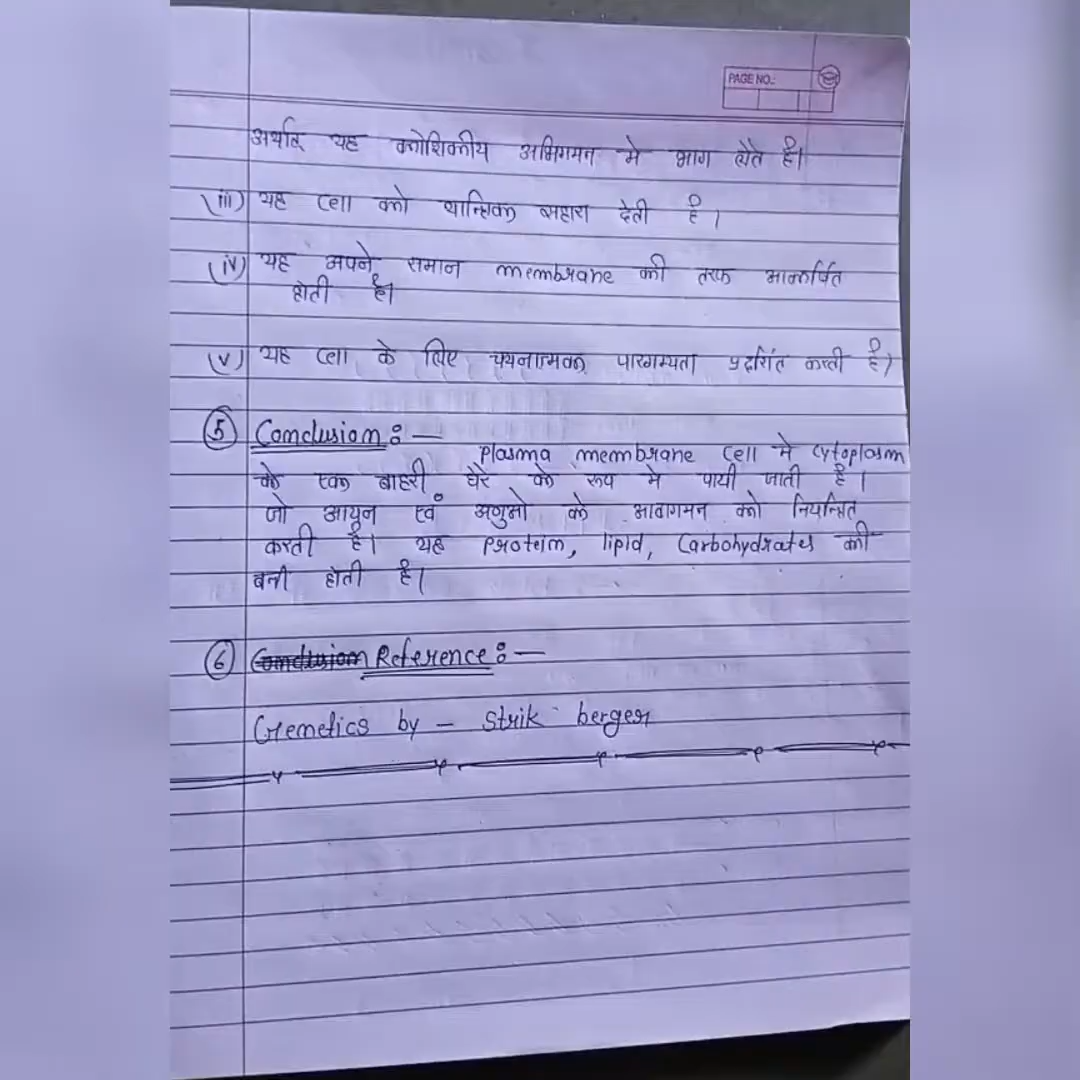 PAGE NO.:
अर्थात् यह कोशिकीय अभिगमन मे भाग लेते है।
(iii) यह cell को यान्त्रिक सहारा देती है।
(iv) यह अपने समान membrane की तरफ आकर्षित
होती है।
(v) यह cell के लिए चयनात्मक पारगम्यता प्रदर्शित करती है।
5 Conclusion :—
Plasma membrane cell मे cytoplasm
के एक बाहरी घेरे के रूप मे पायी जाती है।
जो आयन एवं अणुओ के आवागमन को नियन्त्रित
करती है। यह protein, lipid, Carbohydrates की
बनी होती है।
6 Conclusion Reference :—
Genetics by – Strik berger